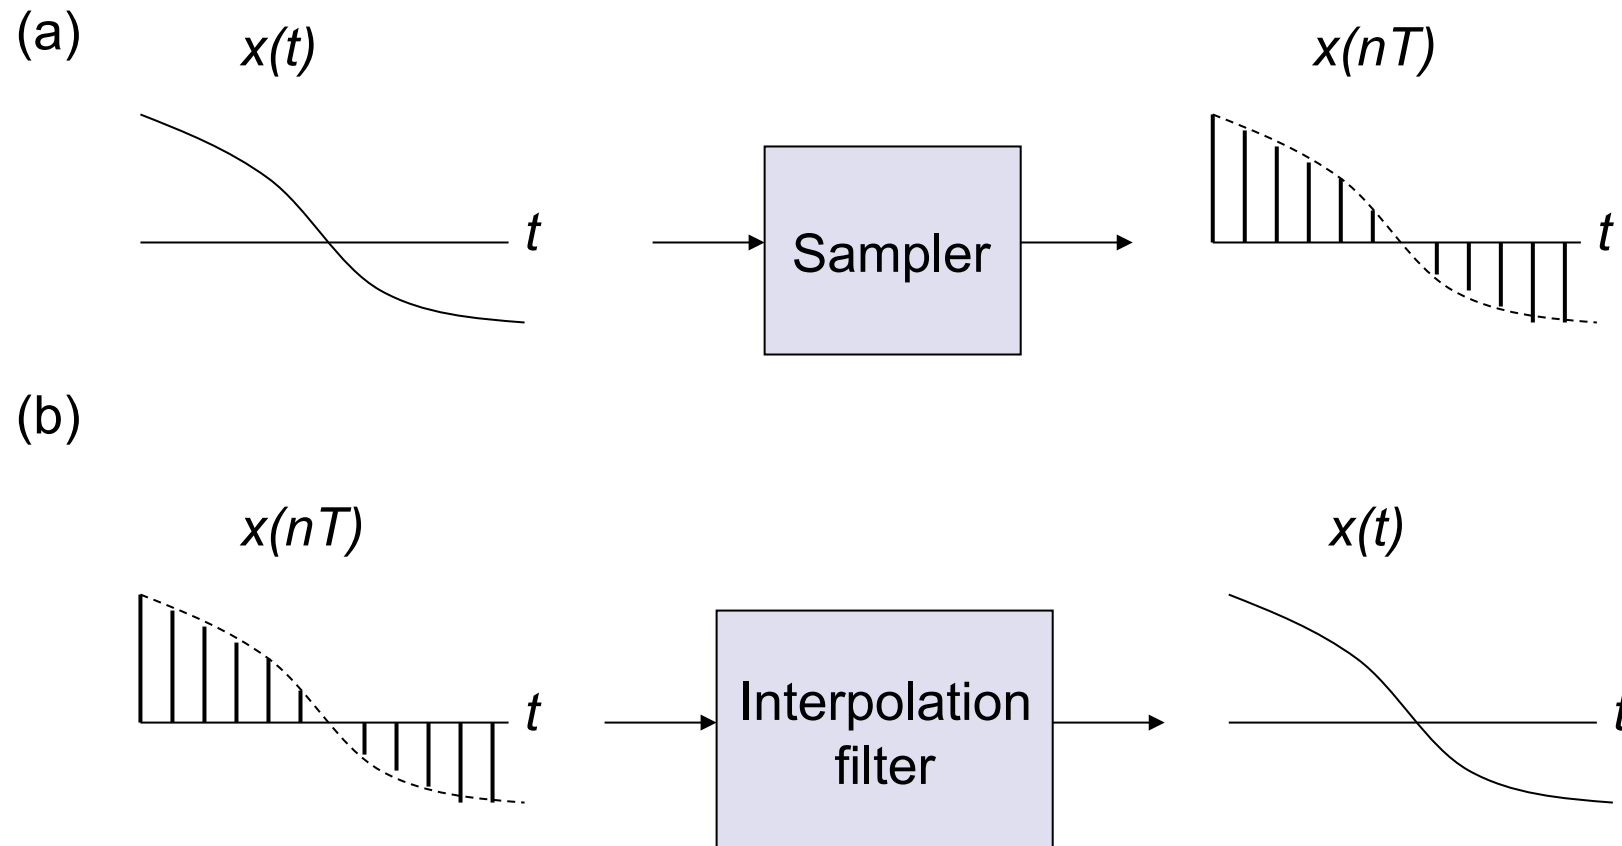 (a)
x(t)
x(nT)
t
Sampler
t
(b)
x(nT)
x(t)
t
Interpolation
filter
t